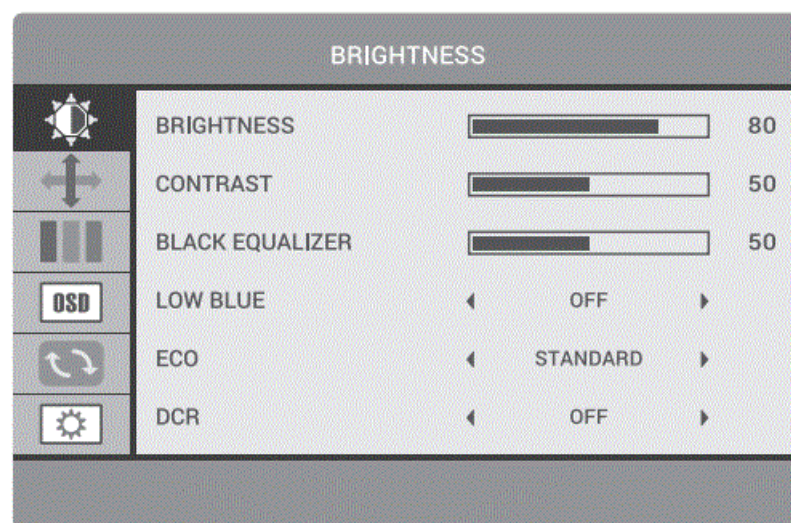 BRIGHTNESS
BRIGHTNESS 80
CONTRAST 50
BLACK EQUALIZER 50
LOW BLUE OFF
OSD
ECO STANDARD
DCR OFF